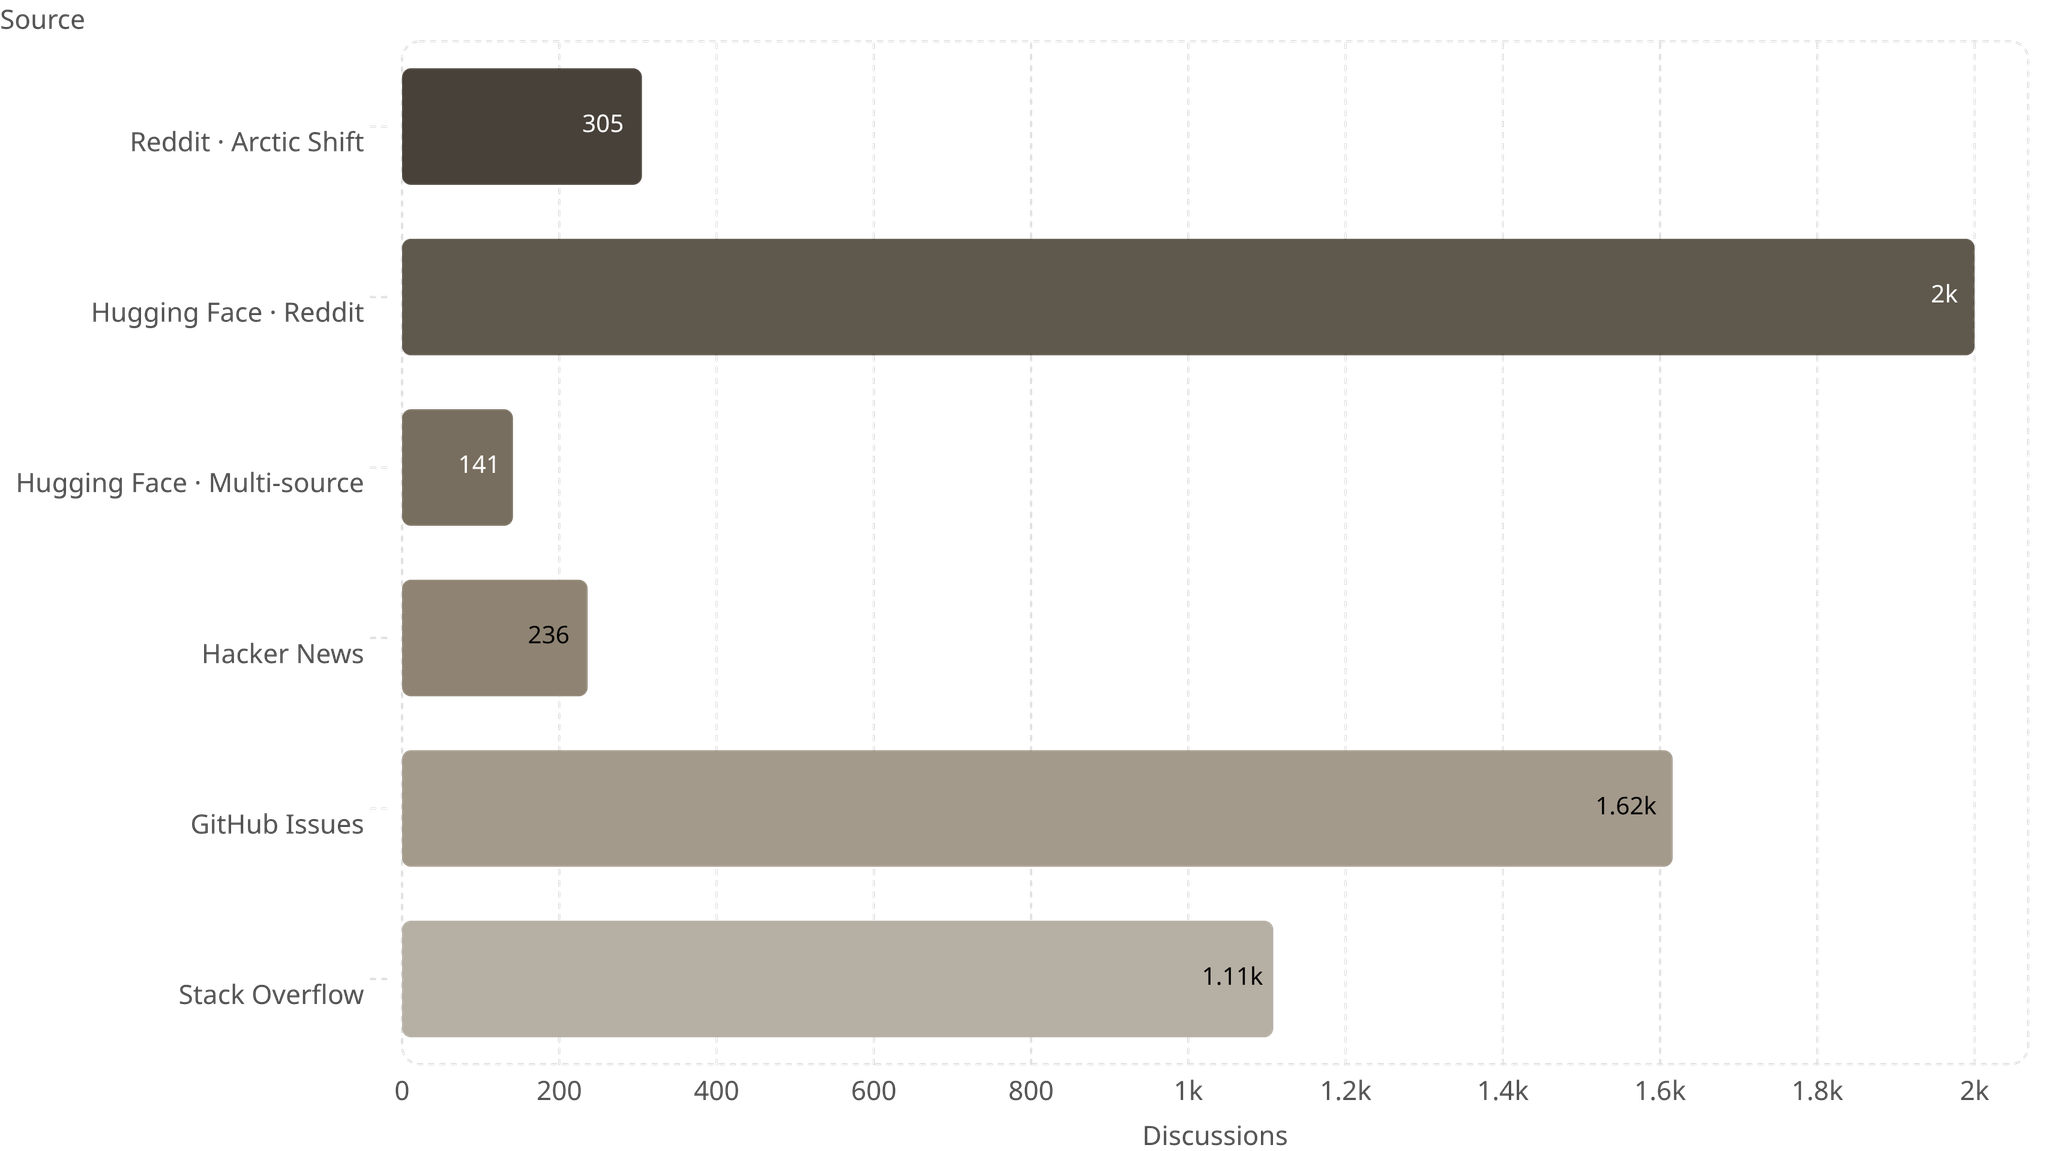 Source
Reddit · Arctic Shift
305
Hugging Face · Reddit
2k
Hugging Face · Multi-source
141
Hacker News
236
GitHub Issues
1.62k
Stack Overflow
1.11k
0 200 400 600 800 1k 1.2k 1.4k 1.6k 1.8k 2k
Discussions